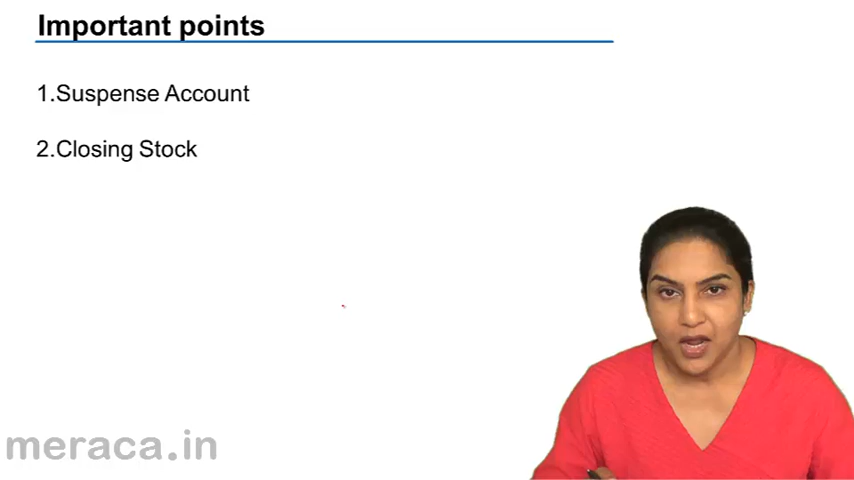 Important points
1.Suspense Account
2.Closing Stock
meraca.in